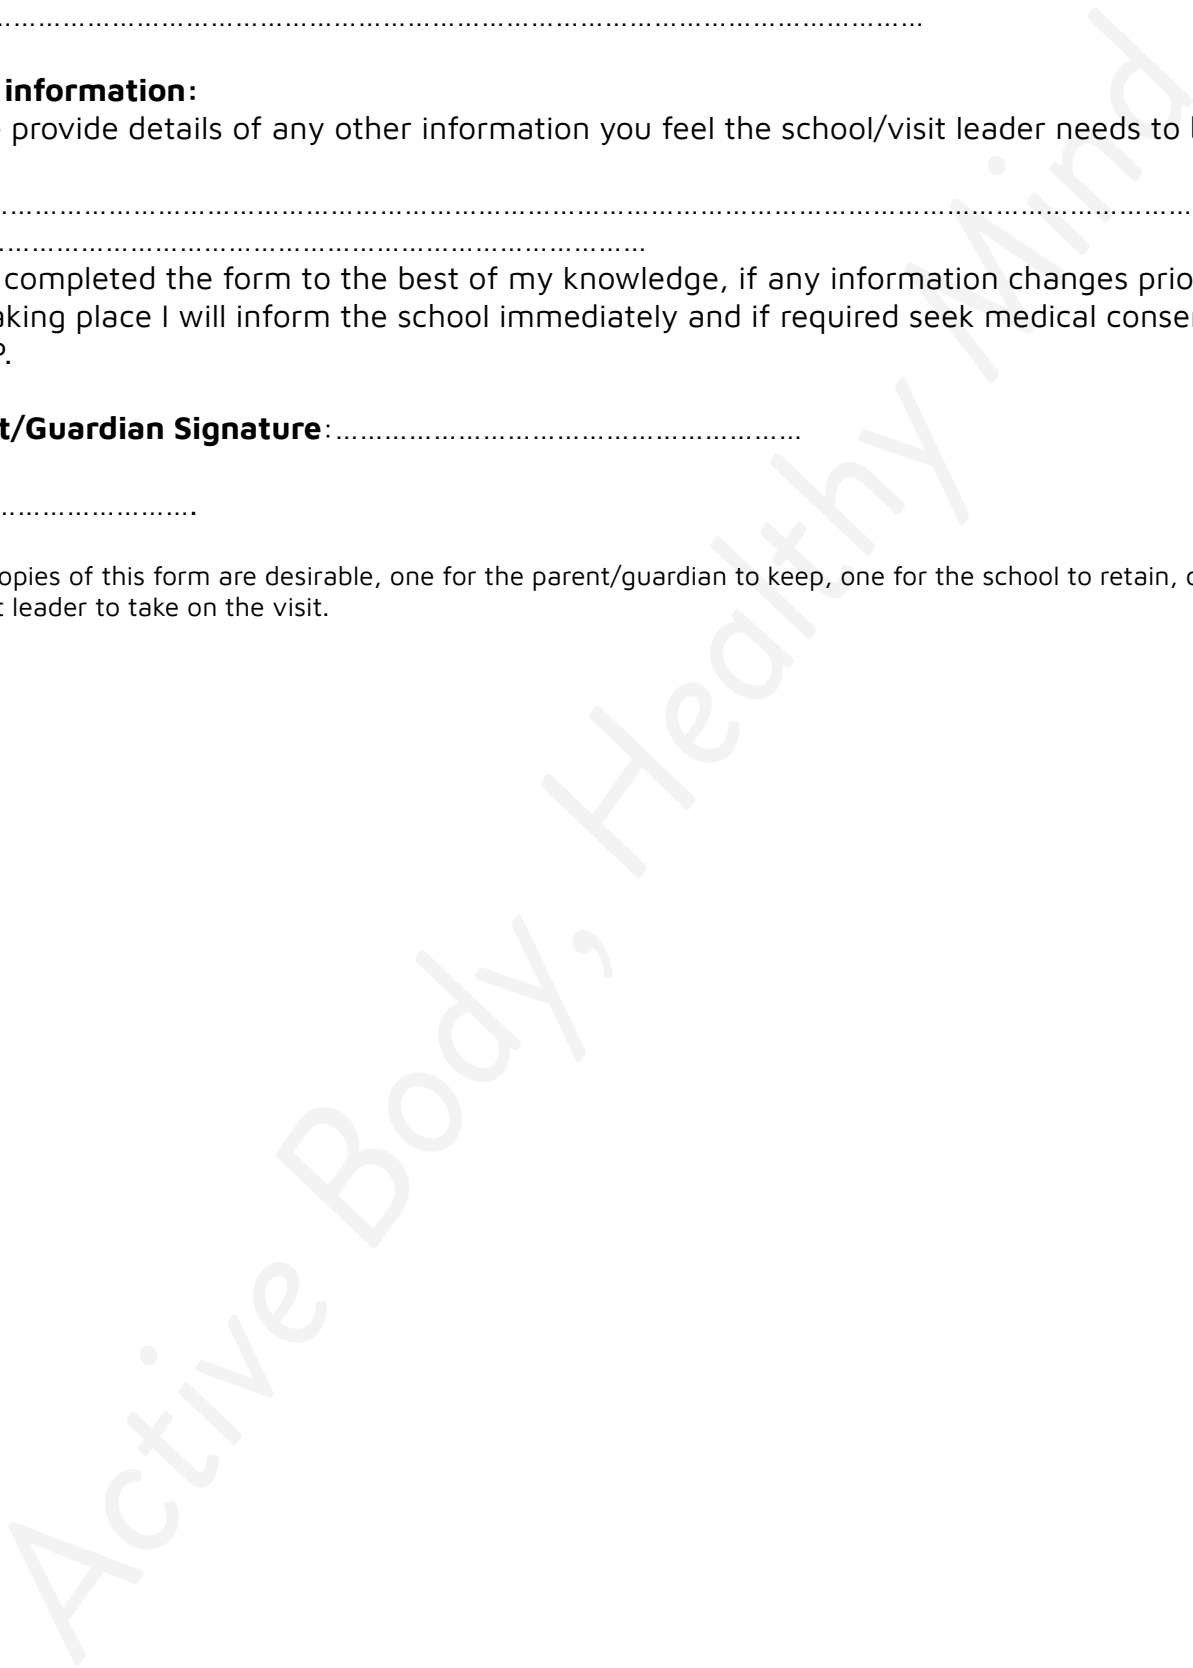 …………………………………………………………………………………………………
information:
provide details of any other information you feel the school/visit leader needs to
……………………………………………………………………………………………………………………………
……………………………………………………………………
completed the form to the best of my knowledge, if any information changes prio
aking place I will inform the school immediately and if required seek medical conse
P.
t/Guardian Signature:…………………………………………………
…………………….
opies of this form are desirable, one for the parent/guardian to keep, one for the school to retain,
t leader to take on the visit.
Active Body, Healthy Mind